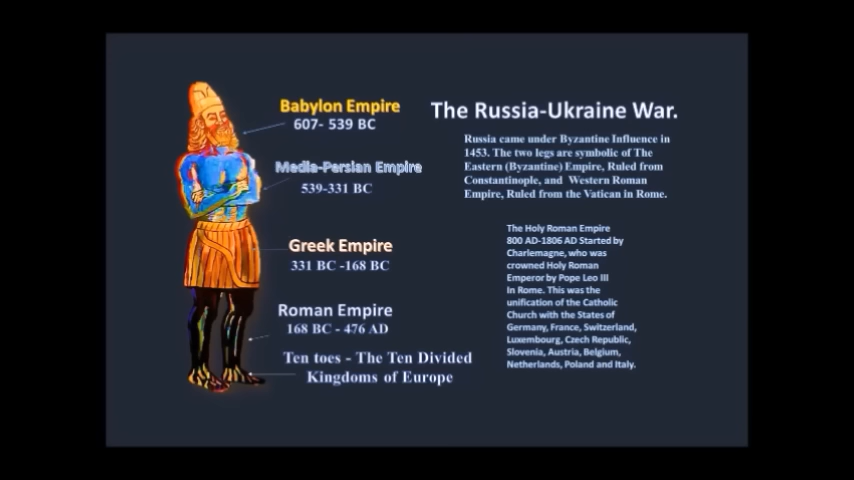 Babylon Empire
607- 539 BC
Media-Persian Empire
539-331 BC
Greek Empire
331 BC -168 BC
Roman Empire
168 BC - 476 AD
Ten toes - The Ten Divided
Kingdoms of Europe
The Russia-Ukraine War.
Russia came under Byzantine Influence in
1453. The two legs are symbolic of The
Eastern (Byzantine) Empire, Ruled from
Constantinople, and Western Roman
Empire, Ruled from the Vatican in Rome.
The Holy Roman Empire
800 AD-1806 AD Started by
Charlemagne, who was
crowned Holy Roman
Emperor by Pope Leo III
In Rome. This was the
unification of the Catholic
Church with the States of
Germany, France, Switzerland,
Luxembourg, Czech Republic,
Slovenia, Austria, Belgium,
Netherlands, Poland and Italy.